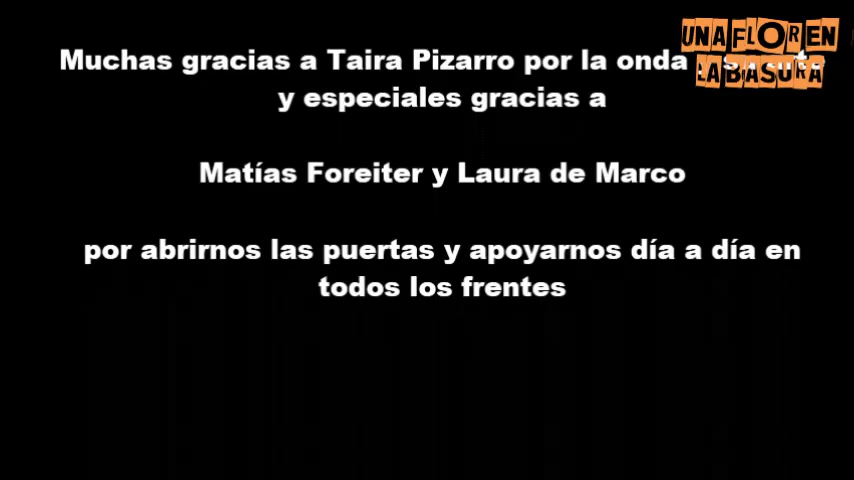 UNA FLOR EN
LA BASURA
Muchas gracias a Taira Pizarro por la onda
y especiales gracias a
Matías Foreiter y Laura de Marco
por abrirnos las puertas y apoyarnos día a día en
todos los frentes